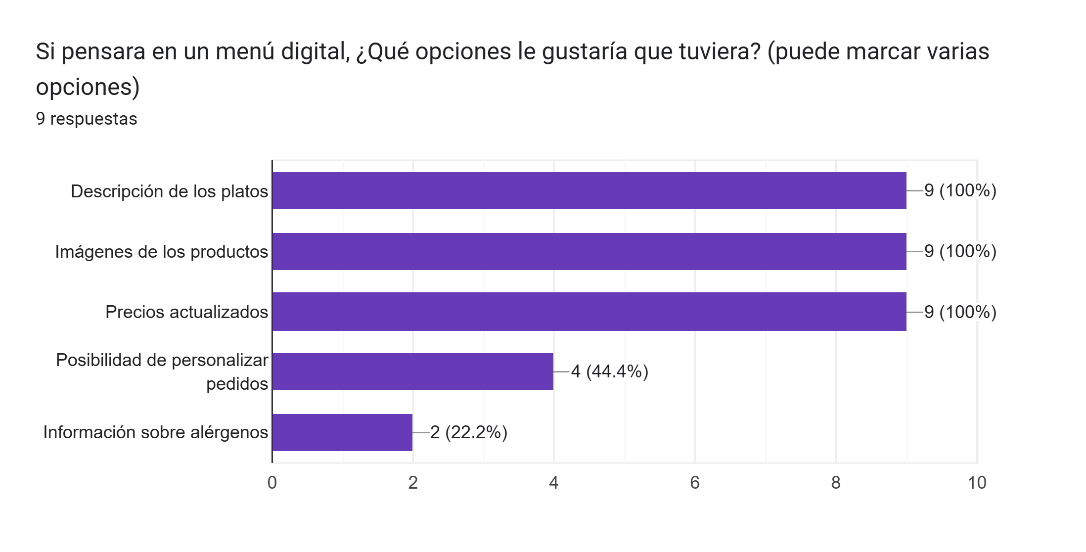 Si pensara en un menú digital, ¿Qué opciones le gustaría que tuviera? (puede marcar varias
opciones)
9 respuestas
Descripción de los platos
9 (100%)
Imágenes de los productos
9 (100%)
Precios actualizados
9 (100%)
Posibilidad de personalizar
pedidos
4 (44.4%)
Información sobre alérgenos
2 (22.2%)
0 2 4 6 8 10